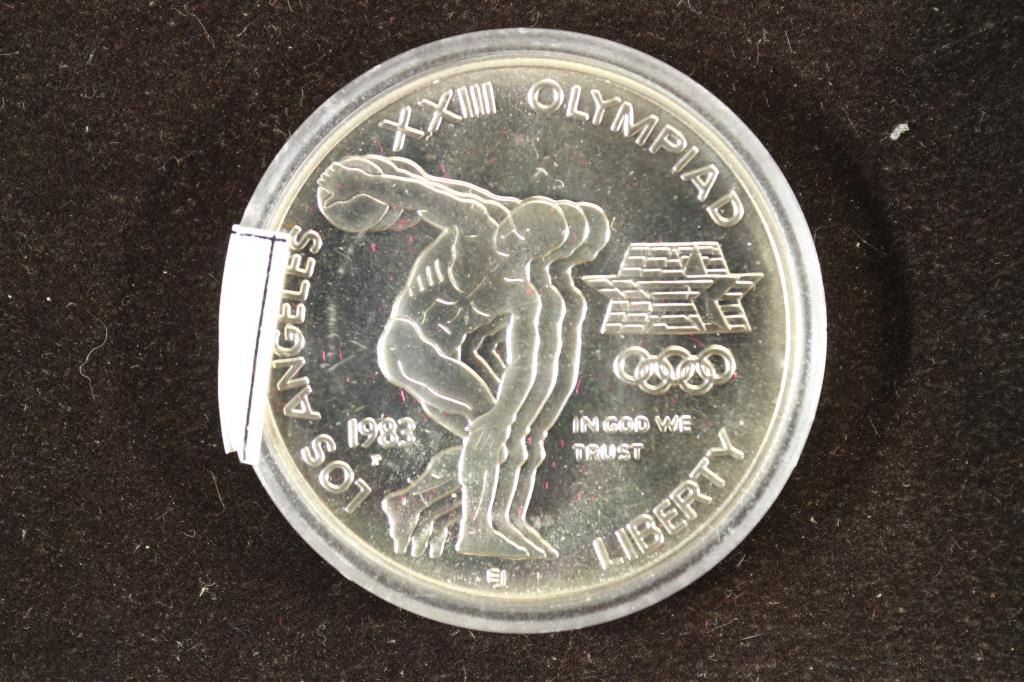 XXIII OLYMPIAD
LOS ANGELES
1983
P
IN GOD WE
TRUST
LIBERTY
EJ